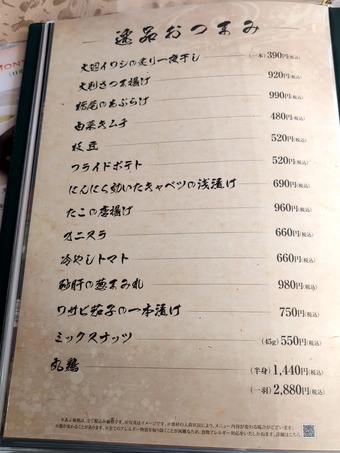 逸品おつまみ
大羽イワシの炙り一夜干し (一本) 390円(税込)
大判さつま揚げ 920円(税込)
栃尾のあぶらげ 990円(税込)
白菜キムチ 480円(税込)
枝豆 520円(税込)
フライドポテト 520円(税込)
にんにく効いたキャベツの浅漬け 690円(税込)
たこの唐揚げ 960円(税込)
オニスラ 660円(税込)
冷やしトマト 660円(税込)
砂肝の葱まみれ 980円(税込)
ワサビ茄子の一本漬け 750円(税込)
ミックスナッツ (45g) 550円(税込)
丸鶏 (半身) 1,440円(税込)
(一羽) 2,880円(税込)